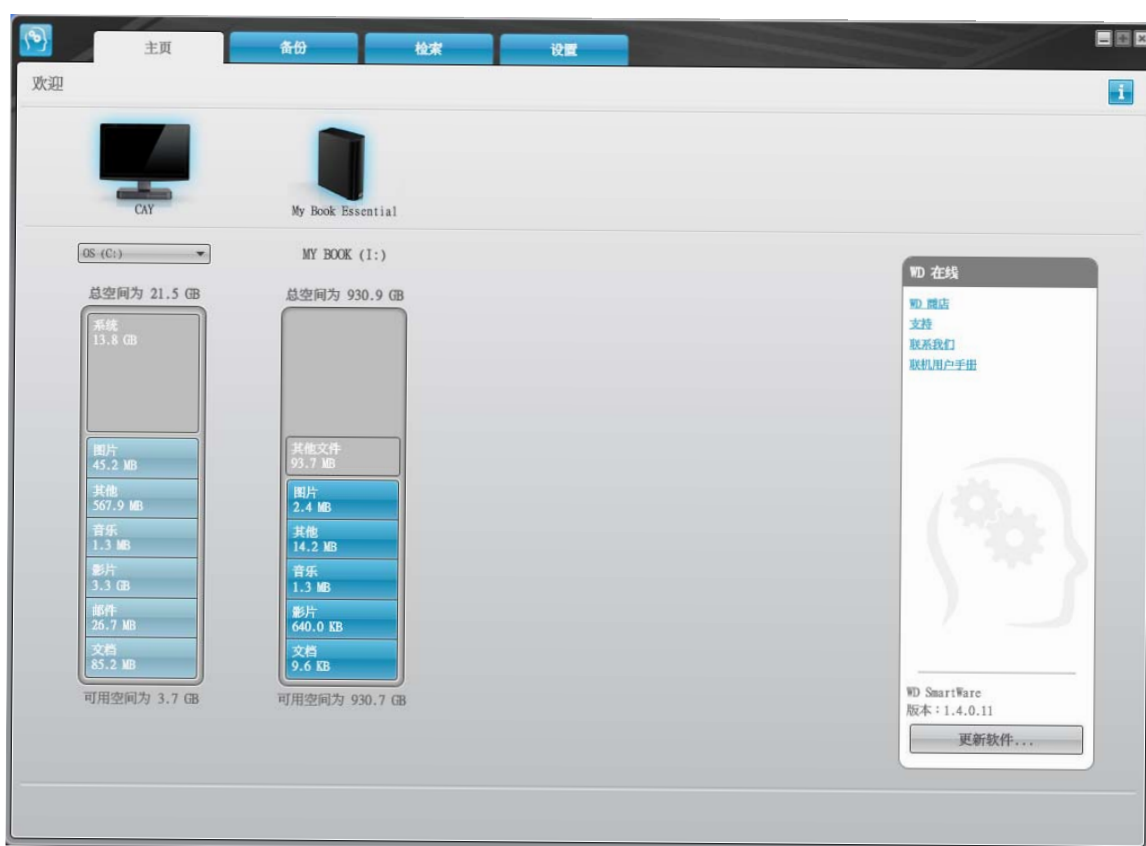 主页 备份 检索 设置
欢迎
CAY
My Book Essential
OS (C:)
MY BOOK (I:)
总空间为 21.5 GB
系统
13.8 GB
图片
45.2 MB
其他
567.9 MB
音乐
1.3 MB
影片
3.3 GB
邮件
26.7 MB
文档
85.2 MB
可用空间为 3.7 GB
总空间为 930.9 GB
其他文件
93.7 MB
图片
2.4 MB
其他
14.2 MB
音乐
1.3 MB
影片
640.0 KB
文档
9.6 KB
可用空间为 930.7 GB
WD 在线
WD 商店
支持
联系我们
联机用户手册
WD SmartWare
版本：1.4.0.11
更新软件...